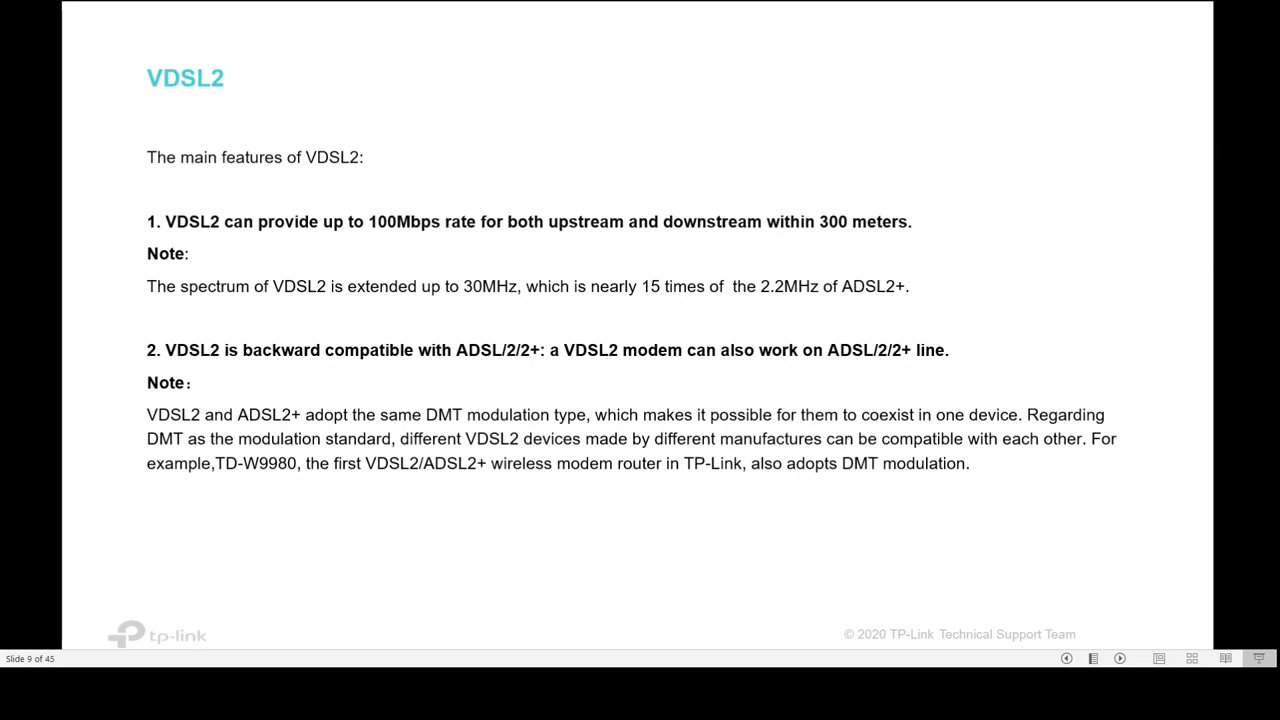 VDSL2
The main features of VDSL2:
1. VDSL2 can provide up to 100Mbps rate for both upstream and downstream within 300 meters.
Note:
The spectrum of VDSL2 is extended up to 30MHz, which is nearly 15 times of  the 2.2MHz of ADSL2+.
2. VDSL2 is backward compatible with ADSL/2/2+: a VDSL2 modem can also work on ADSL/2/2+ line.
Note：
VDSL2 and ADSL2+ adopt the same DMT modulation type, which makes it possible for them to coexist in one device. Regarding
DMT as the modulation standard, different VDSL2 devices made by different manufactures can be compatible with each other. For
example,TD-W9980, the first VDSL2/ADSL2+ wireless modem router in TP-Link, also adopts DMT modulation.
tp-link
© 2020 TP-Link Technical Support Team
Slide 9 of 45